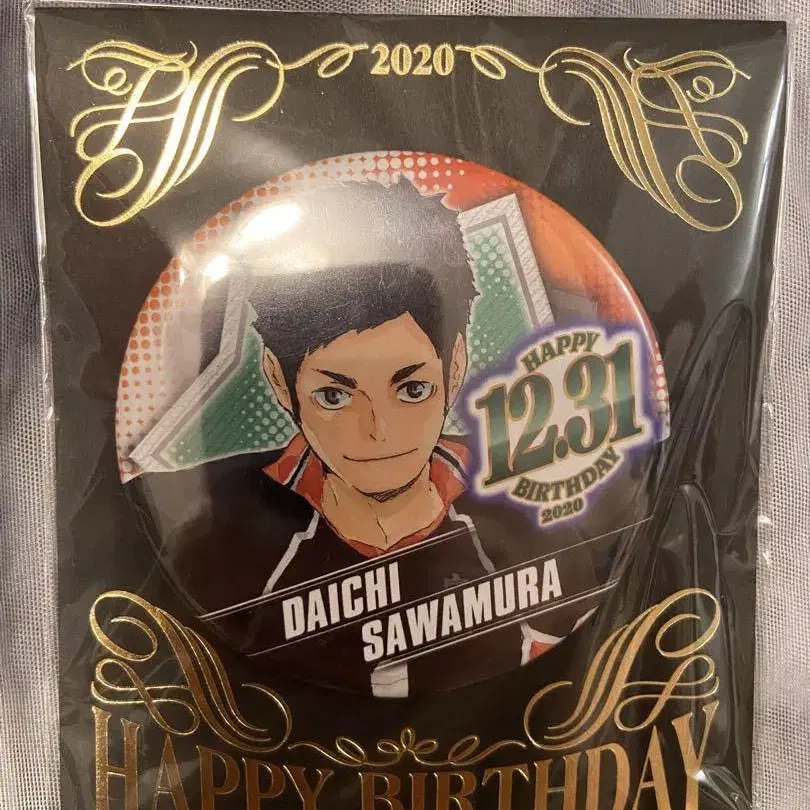 2020
HAPPY
12.31
BIRTHDAY
2020
DAICHI
SAWAMURA
HAPPY BIRTHDAY